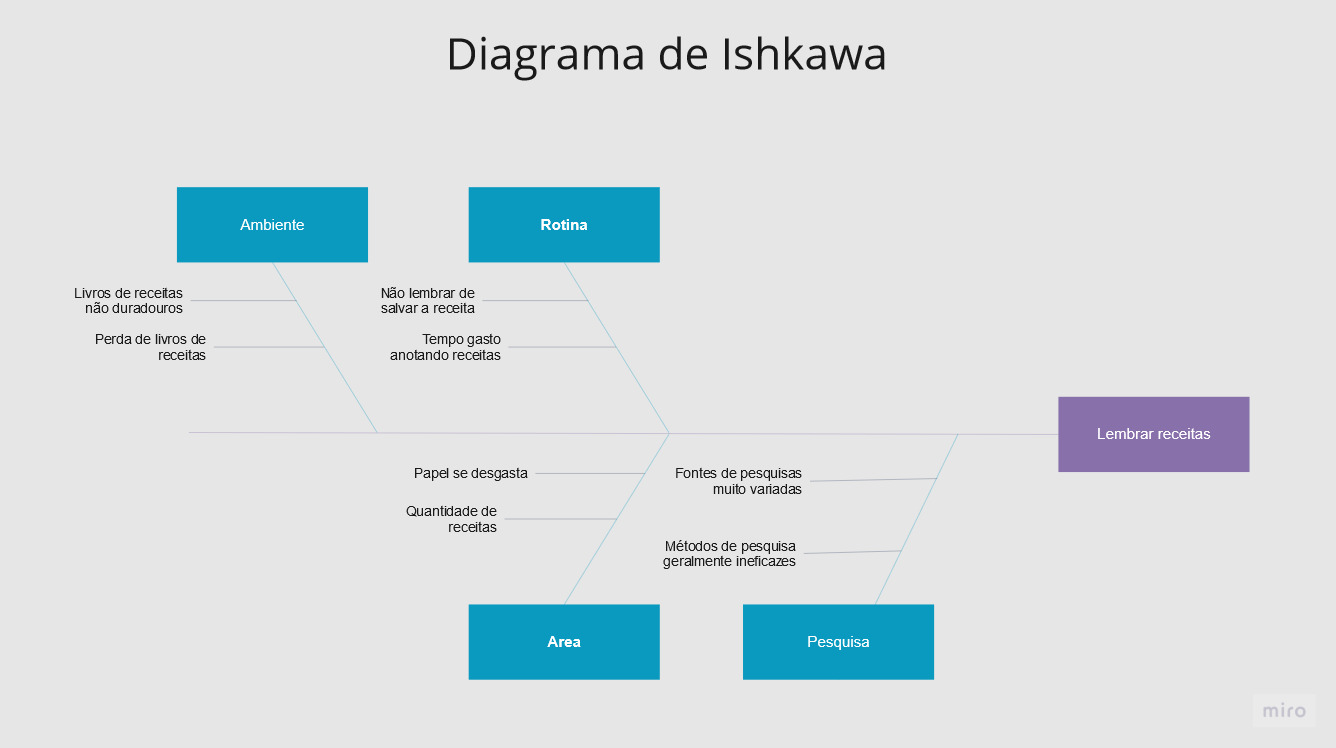 Diagrama de Ishkawa
Ambiente
Rotina
Livros de receitas
não duradouros
Perda de livros de
receitas
Não lembrar de
salvar a receita
Tempo gasto
anotando receitas
Lembrar receitas
Papel se desgasta
Quantidade de
receitas
Fontes de pesquisas
muito variadas
Métodos de pesquisa
geralmente ineficazes
Area
Pesquisa
miro